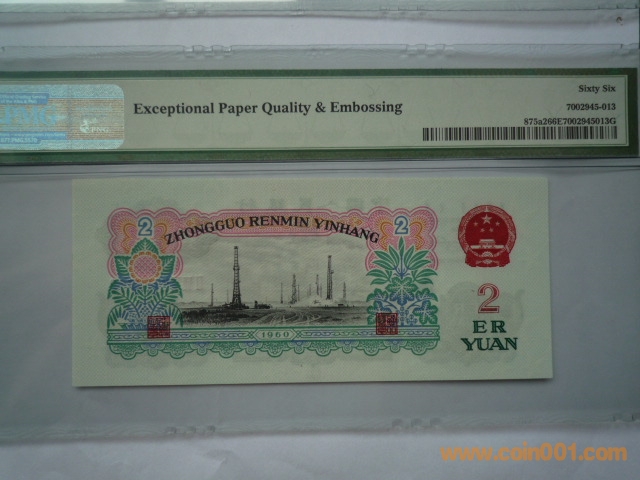 Exceptional Paper Quality & Embossing
Sixty Six
7002945-013
875a266E7002945013G
PNG
2
2
ZHONGGUO RENMIN YINHANG
1960
2
ER
YUAN
www.coin001.com